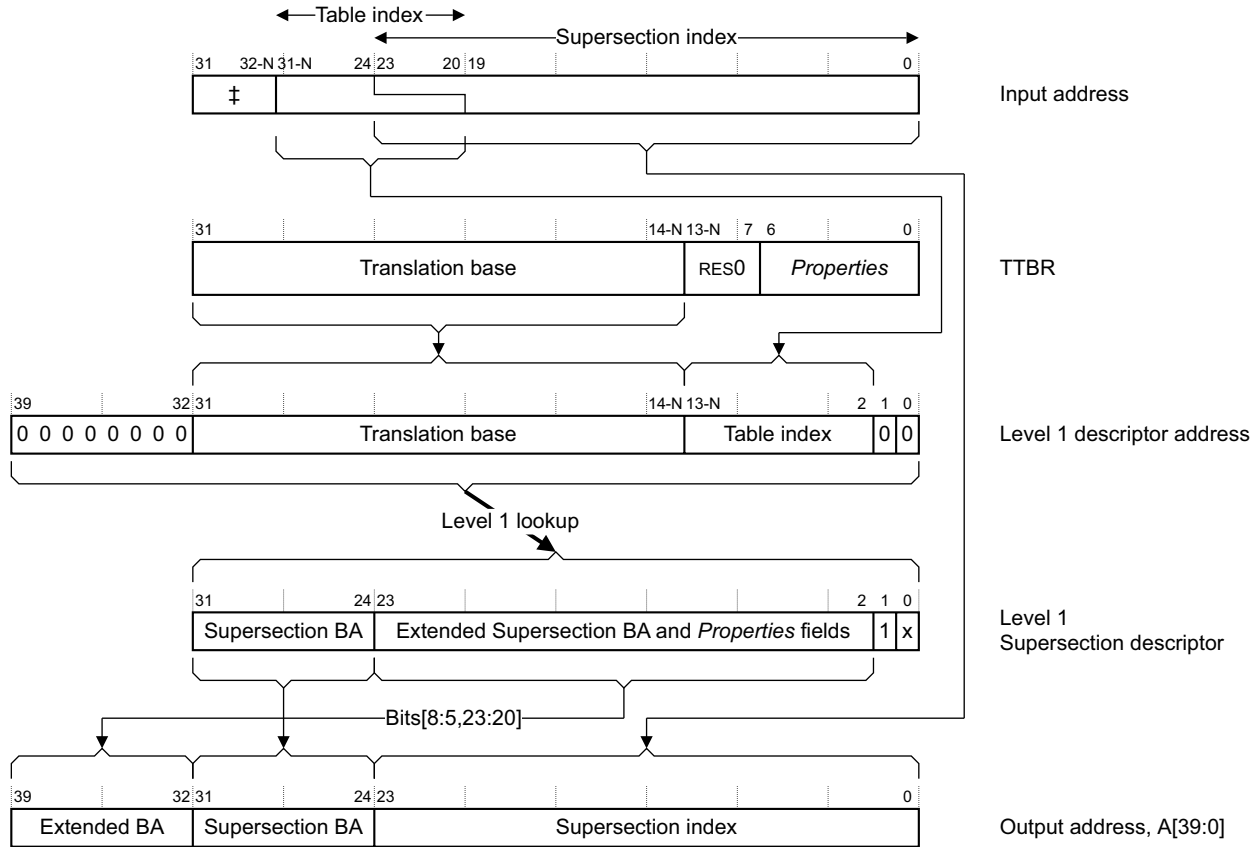 Table index
Supersection index
31 32-N 31-N 24 23 20 19 0
‡
Input address
31 14-N 13-N 7 6 0
Translation base RES0 Properties TTBR
39 32 31 14-N 13-N 2 1 0
0 0 0 0 0 0 0 0 Translation base Table index 0 0 Level 1 descriptor address
Level 1 lookup
31 24 23 2 1 0
Supersection BA Extended Supersection BA and Properties fields 1 x
Level 1
Supersection descriptor
Bits[8:5,23:20]
39 32 31 24 23 0
Extended BA Supersection BA Supersection index Output address, A[39:0]